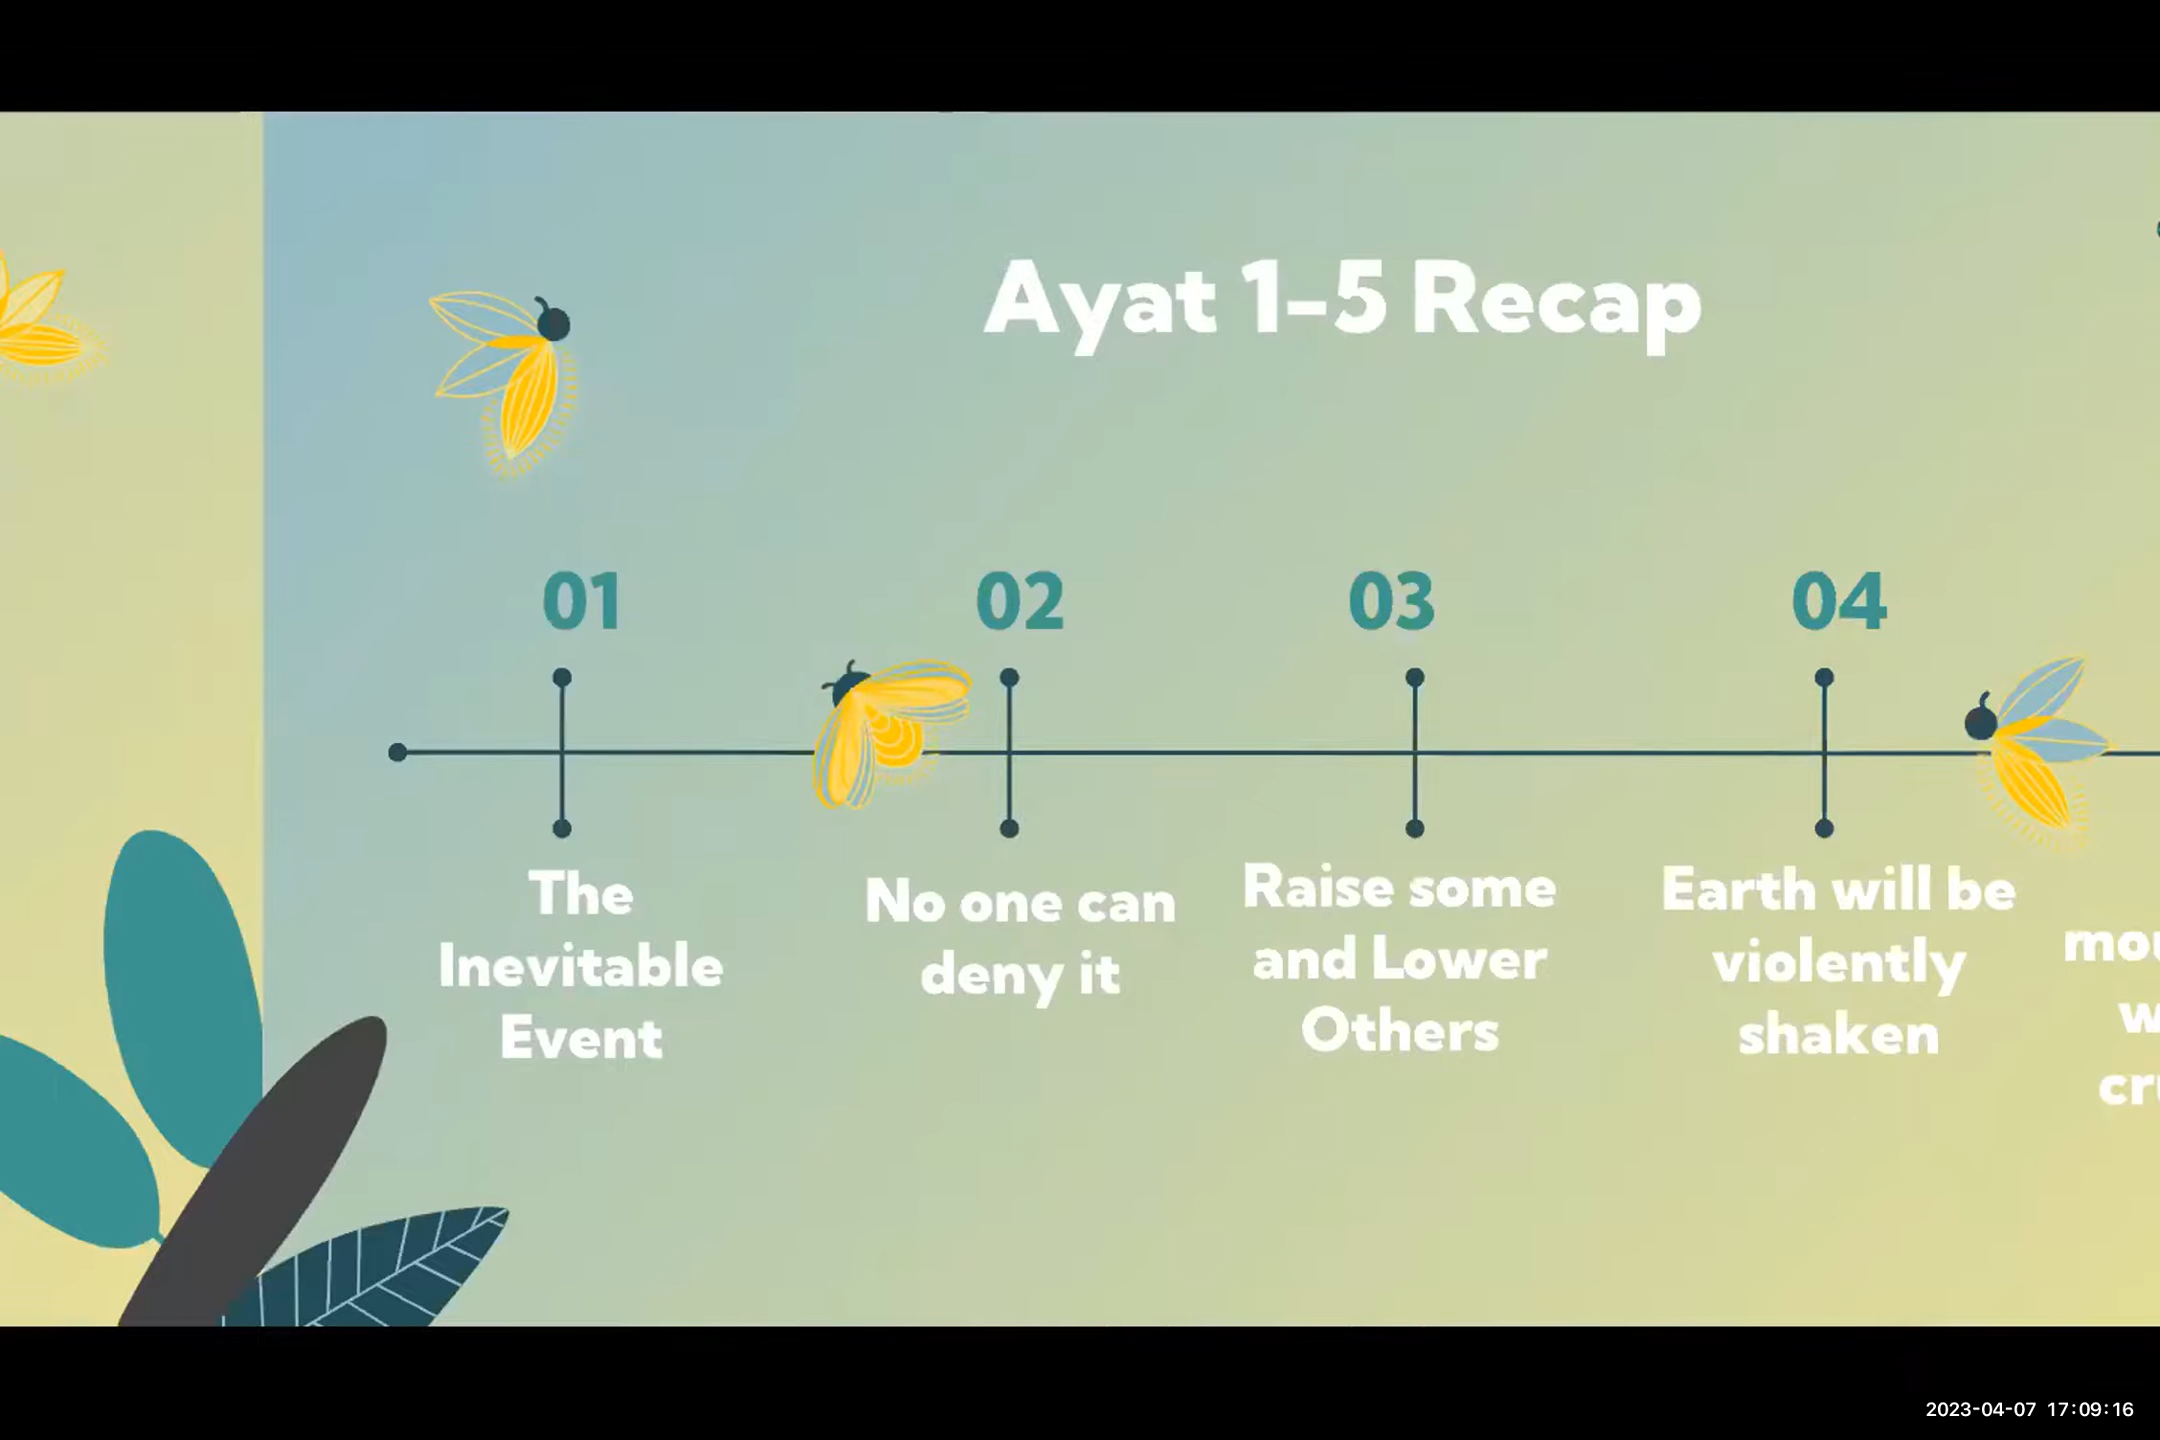 Ayat 1-5 Recap
01
02
03
04
The
Inevitable
Event
No one can
deny it
Raise some
and Lower
Others
Earth will be
violently
shaken
2023-04-07 17:09:16